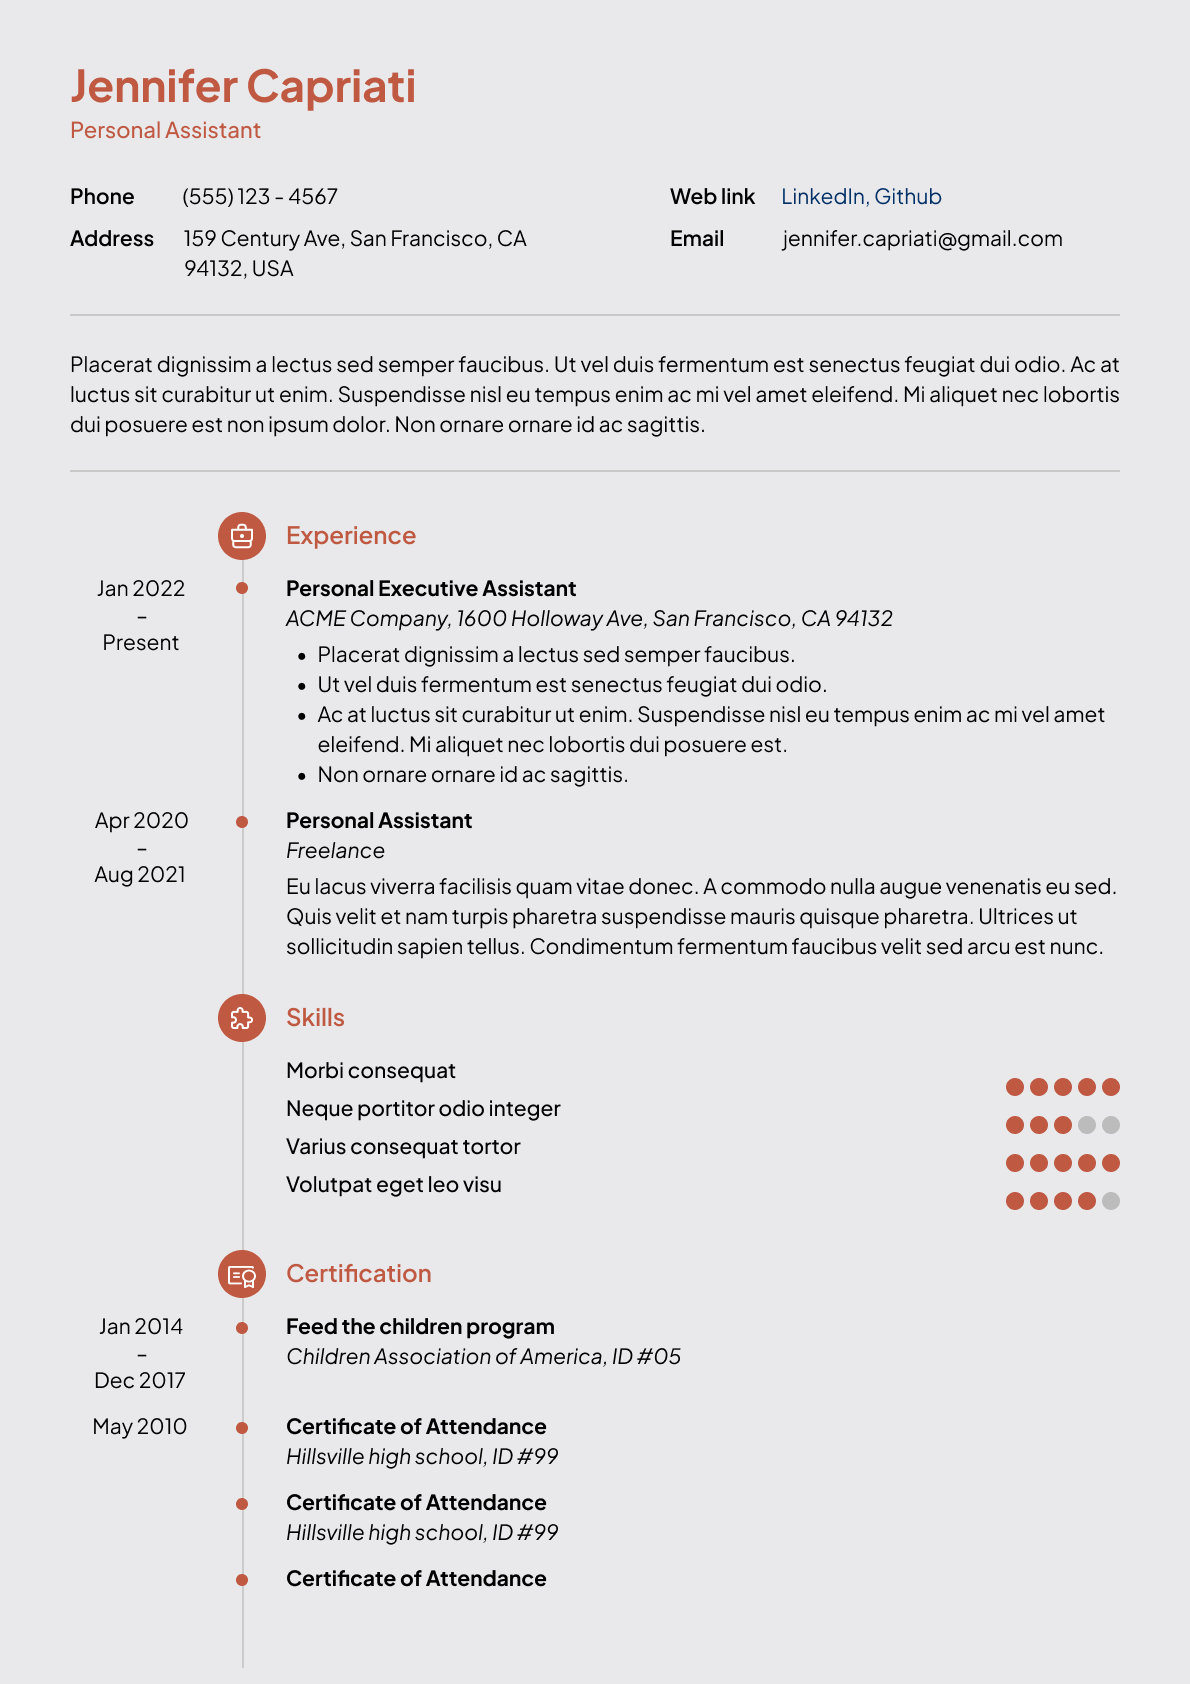 Jennifer Capriati
Personal Assistant
Phone (555) 123 - 4567
Web link LinkedIn, Github
Address 159 Century Ave, San Francisco, CA
94132, USA
Email jennifer.capriati@gmail.com
Placerat dignissim a lectus sed semper faucibus. Ut vel duis fermentum est senectus feugiat dui odio. Ac at
luctus sit curabitur ut enim. Suspendisse nisl eu tempus enim ac mi vel amet eleifend. Mi aliquet nec lobortis
dui posuere est non ipsum dolor. Non ornare ornare id ac sagittis.
Experience
Jan 2022
–
Present
Personal Executive Assistant
ACME Company, 1600 Holloway Ave, San Francisco, CA 94132
• Placerat dignissim a lectus sed semper faucibus.
• Ut vel duis fermentum est senectus feugiat dui odio.
• Ac at luctus sit curabitur ut enim. Suspendisse nisl eu tempus enim ac mi vel amet
eleifend. Mi aliquet nec lobortis dui posuere est.
• Non ornare ornare id ac sagittis.
Apr 2020
–
Aug 2021
Personal Assistant
Freelance
Eu lacus viverra facilisis quam vitae donec. A commodo nulla augue venenatis eu sed.
Quis velit et nam turpis pharetra suspendisse mauris quisque pharetra. Ultrices ut
sollicitudin sapien tellus. Condimentum fermentum faucibus velit sed arcu est nunc.
Skills
Morbi consequat
Neque portitor odio integer
Varius consequat tortor
Volutpat eget leo visu
Certification
Jan 2014
–
Dec 2017
Feed the children program
Children Association of America, ID #05
May 2010
Certificate of Attendance
Hillsville high school, ID #99
Certificate of Attendance
Hillsville high school, ID #99
Certificate of Attendance